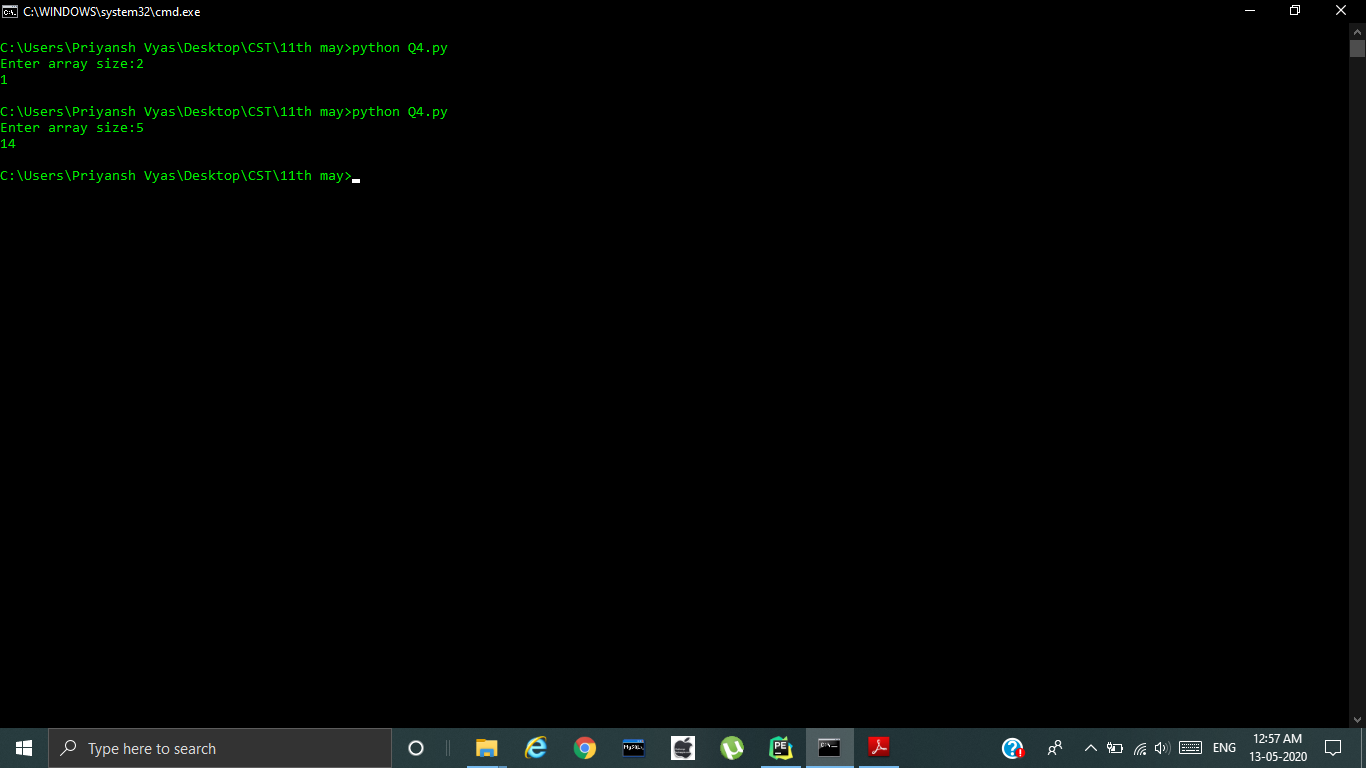 C:\WINDOWS\system32\cmd.exe
C:\Users\Priyansh Vyas\Desktop\CST\11th may>python Q4.py
Enter array size:2
1
C:\Users\Priyansh Vyas\Desktop\CST\11th may>python Q4.py
Enter array size:5
14
C:\Users\Priyansh Vyas\Desktop\CST\11th may>
Type here to search
MySQL
PE
ENG
12:57 AM
13-05-2020